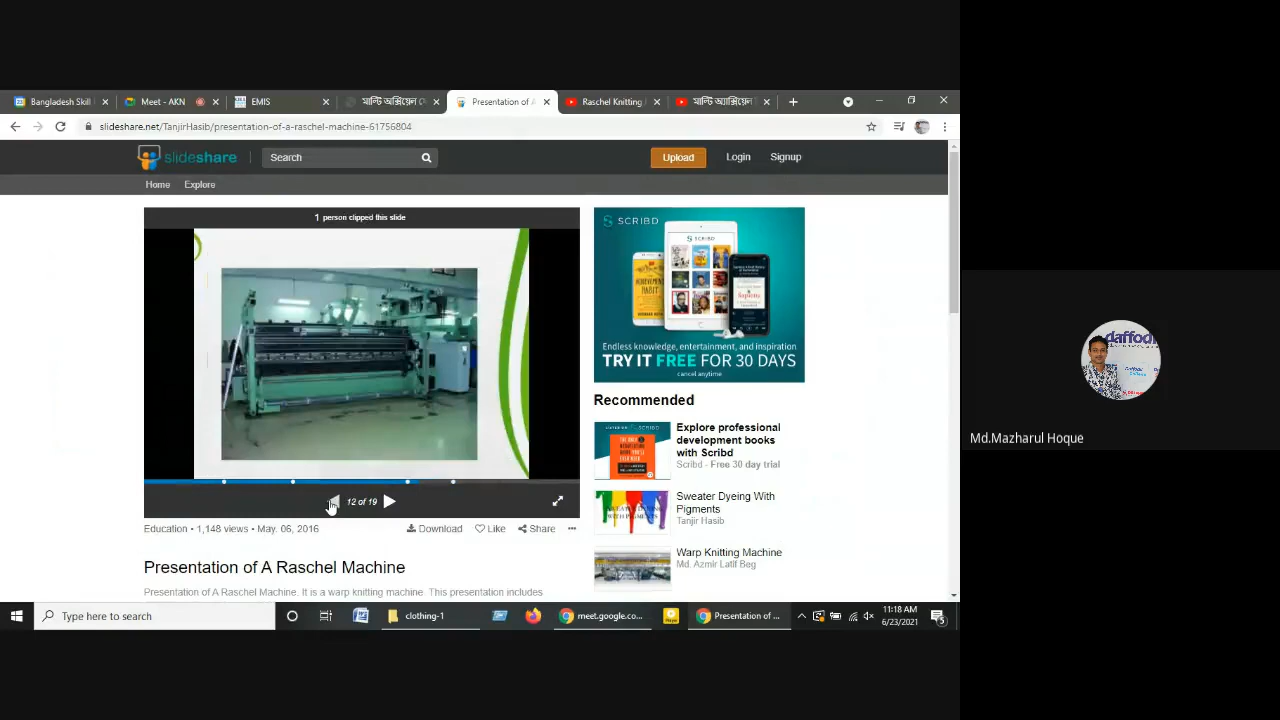 Bangladesh Skill
Meet - AKN
EMIS
মাল্টি অক্সিয়েল
Presentation of A
Raschel Knitting
মাল্টি অ্যাক্সিয়েল
slideshare.net/TanjirHasib/presentation-of-a-raschel-machine-61756804
slideshare
Search
Upload
Login
Signup
Home
Explore
1 person clipped this slide
SCRIBD
SCRIBD
Endless knowledge, entertainment, and inspiration
TRY IT FREE FOR 30 DAYS
cancel anytime
12 of 19
Education • 1,148 views • May. 06, 2016
Download
Like
Share
Presentation of A Raschel Machine
Presentation of A Raschel Machine. It is a warp knitting machine. This presentation includes
Recommended
Explore professional
development books
with Scribd
Scribd - Free 30 day trial
Sweater Dyeing With
Pigments
Tanjir Hasib
Warp Knitting Machine
Md. Azmir Latif Beg
Md.Mazharul Hoque
Type here to search
clothing-1
meet.google.co...
Presentation of ...
11:18 AM
6/23/2021
5